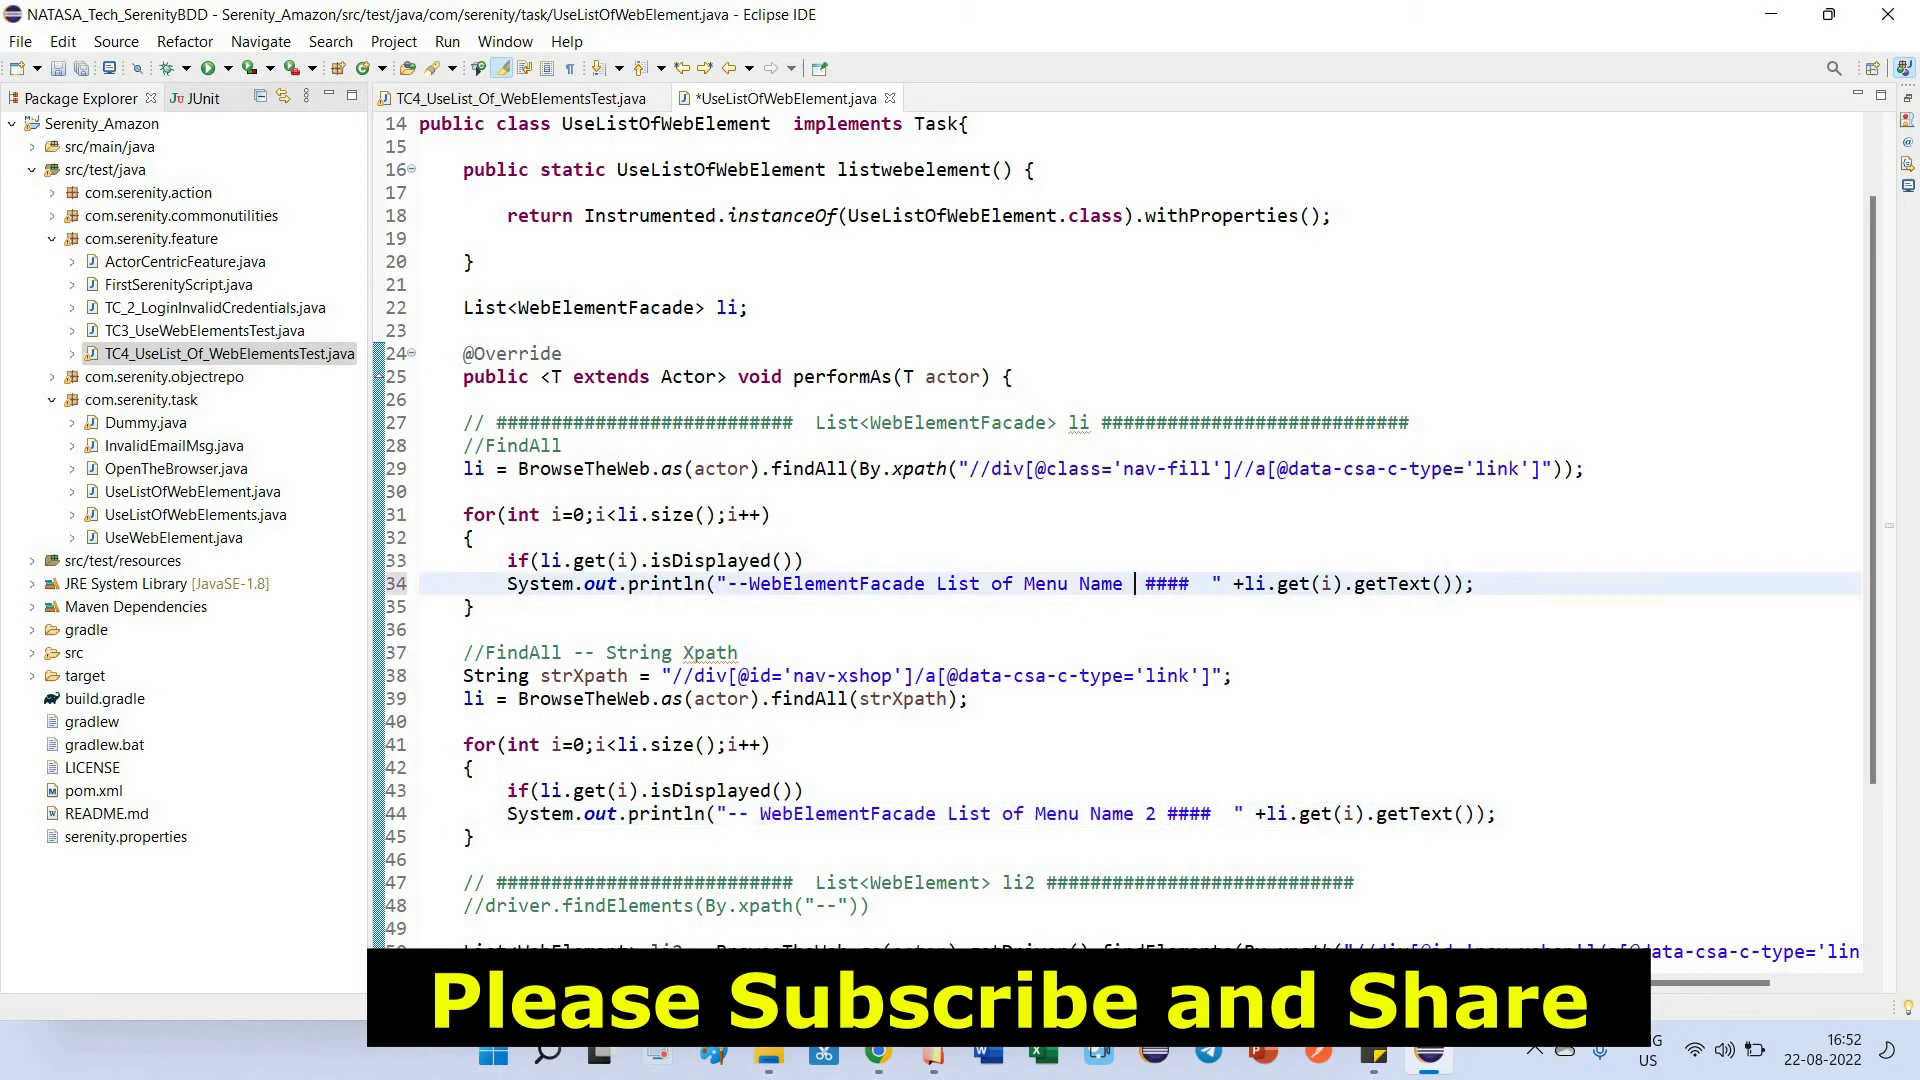 NATASA_Tech_SerenityBDD - Serenity_Amazon/src/test/java/com/serenity/task/UseListOfWebElement.java - Eclipse IDE
File Edit Source Refactor Navigate Search Project Run Window Help
Package Explorer JUnit
Serenity_Amazon
src/main/java
src/test/java
com.serenity.action
com.serenity.commonutilities
com.serenity.feature
ActorCentricFeature.java
FirstSerenityScript.java
TC_2_LoginInvalidCredentials.java
TC3_UseWebElementsTest.java
TC4_UseList_Of_WebElementsTest.java
com.serenity.objectrepo
com.serenity.task
Dummy.java
InvalidEmailMsg.java
OpenTheBrowser.java
UseListOfWebElement.java
UseListOfWebElements.java
UseWebElement.java
src/test/resources
JRE System Library [JavaSE-1.8]
Maven Dependencies
gradle
src
target
build.gradle
gradlew
gradlew.bat
LICENSE
pom.xml
README.md
serenity.properties
TC4_UseList_Of_WebElementsTest.java *UseListOfWebElement.java
14 public class UseListOfWebElement  implements Task{
15
16     public static UseListOfWebElement listwebelement() {
17
18         return Instrumented.instanceOf(UseListOfWebElement.class).withProperties();
19
20     }
21
22     List<WebElementFacade> li;
23
24     @Override
25     public <T extends Actor> void performAs(T actor) {
26
27     // ###########################  List<WebElementFacade> li ############################
28     //FindAll
29     li = BrowseTheWeb.as(actor).findAll(By.xpath("//div[@class='nav-fill']//a[@data-csa-c-type='link']"));
30
31     for(int i=0;i<li.size();i++)
32     {
33         if(li.get(i).isDisplayed())
34         System.out.println("--WebElementFacade List of Menu Name  ####  " +li.get(i).getText());
35     }
36
37     //FindAll -- String Xpath
38     String strXpath = "//div[@id='nav-xshop']/a[@data-csa-c-type='link']";
39     li = BrowseTheWeb.as(actor).findAll(strXpath);
40
41     for(int i=0;i<li.size();i++)
42     {
43         if(li.get(i).isDisplayed())
44         System.out.println("-- WebElementFacade List of Menu Name 2 ####  " +li.get(i).getText());
45     }
46
47     // ###########################  List<WebElement> li2 ############################
48     //driver.findElements(By.xpath("--"))
49
Please Subscribe and Share
G
US
16:52
22-08-2022